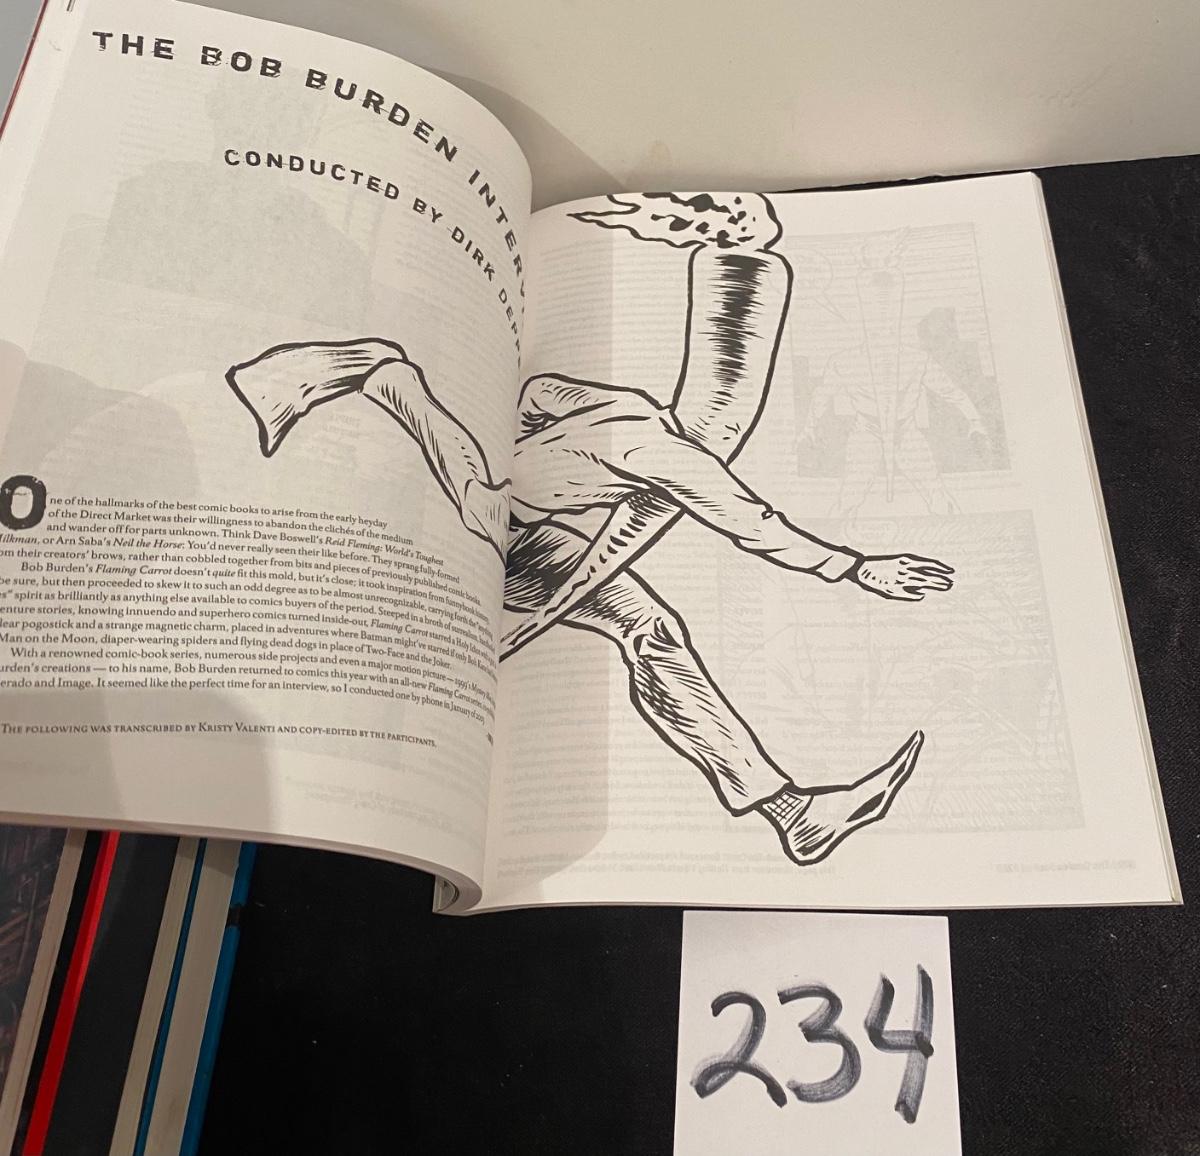 THE BOB BURDEN INTERV
CONDUCTED BY DIRK DEPP
One of the hallmarks of the best comic books to arise from the early heyday
of the Direct Market was their willingness to abandon the clichés of the medium
and wander off for parts unknown. Think Dave Boswell's Reid Fleming: World's Toughest
Milkman, or Arn Saba's Neil the Horse: You'd never really seen their like before. They sprang fully-formed
om their creators' brows, rather than cobbled together from bits and pieces of previously published comic books.
Bob Burden's Flaming Carrot doesn't quite fit this mold, but it's close; it took inspiration from funnybook
be sure, but then proceeded to skew it to such an odd degree as to be almost unrecognizable, carrying forth the
s" spirit as brilliantly as anything else available to comics buyers of the period. Steeped in a broth of surrealism,
enture stories, knowing innuendo and superhero comics turned inside-out, Flaming Carrot starred a Holy
lear pogostick and a strange magnetic charm, placed in adventures where Batman might've starred if only Bob
Man on the Moon, diaper-wearing spiders and flying dead dogs in place of Two-Face and the Joker.
With a renowned comic-book series, numerous side projects and even a major motion picture — 1999's
urden's creations — to his name, Bob Burden returned to comics this year with an all-new Flaming Carrot
erado and Image. It seemed like the perfect time for an interview, so I conducted one by phone in January of 2005
THE FOLLOWING WAS TRANSCRIBED BY KRISTY VALENTI AND COPY-EDITED BY THE PARTICIPANTS.
234